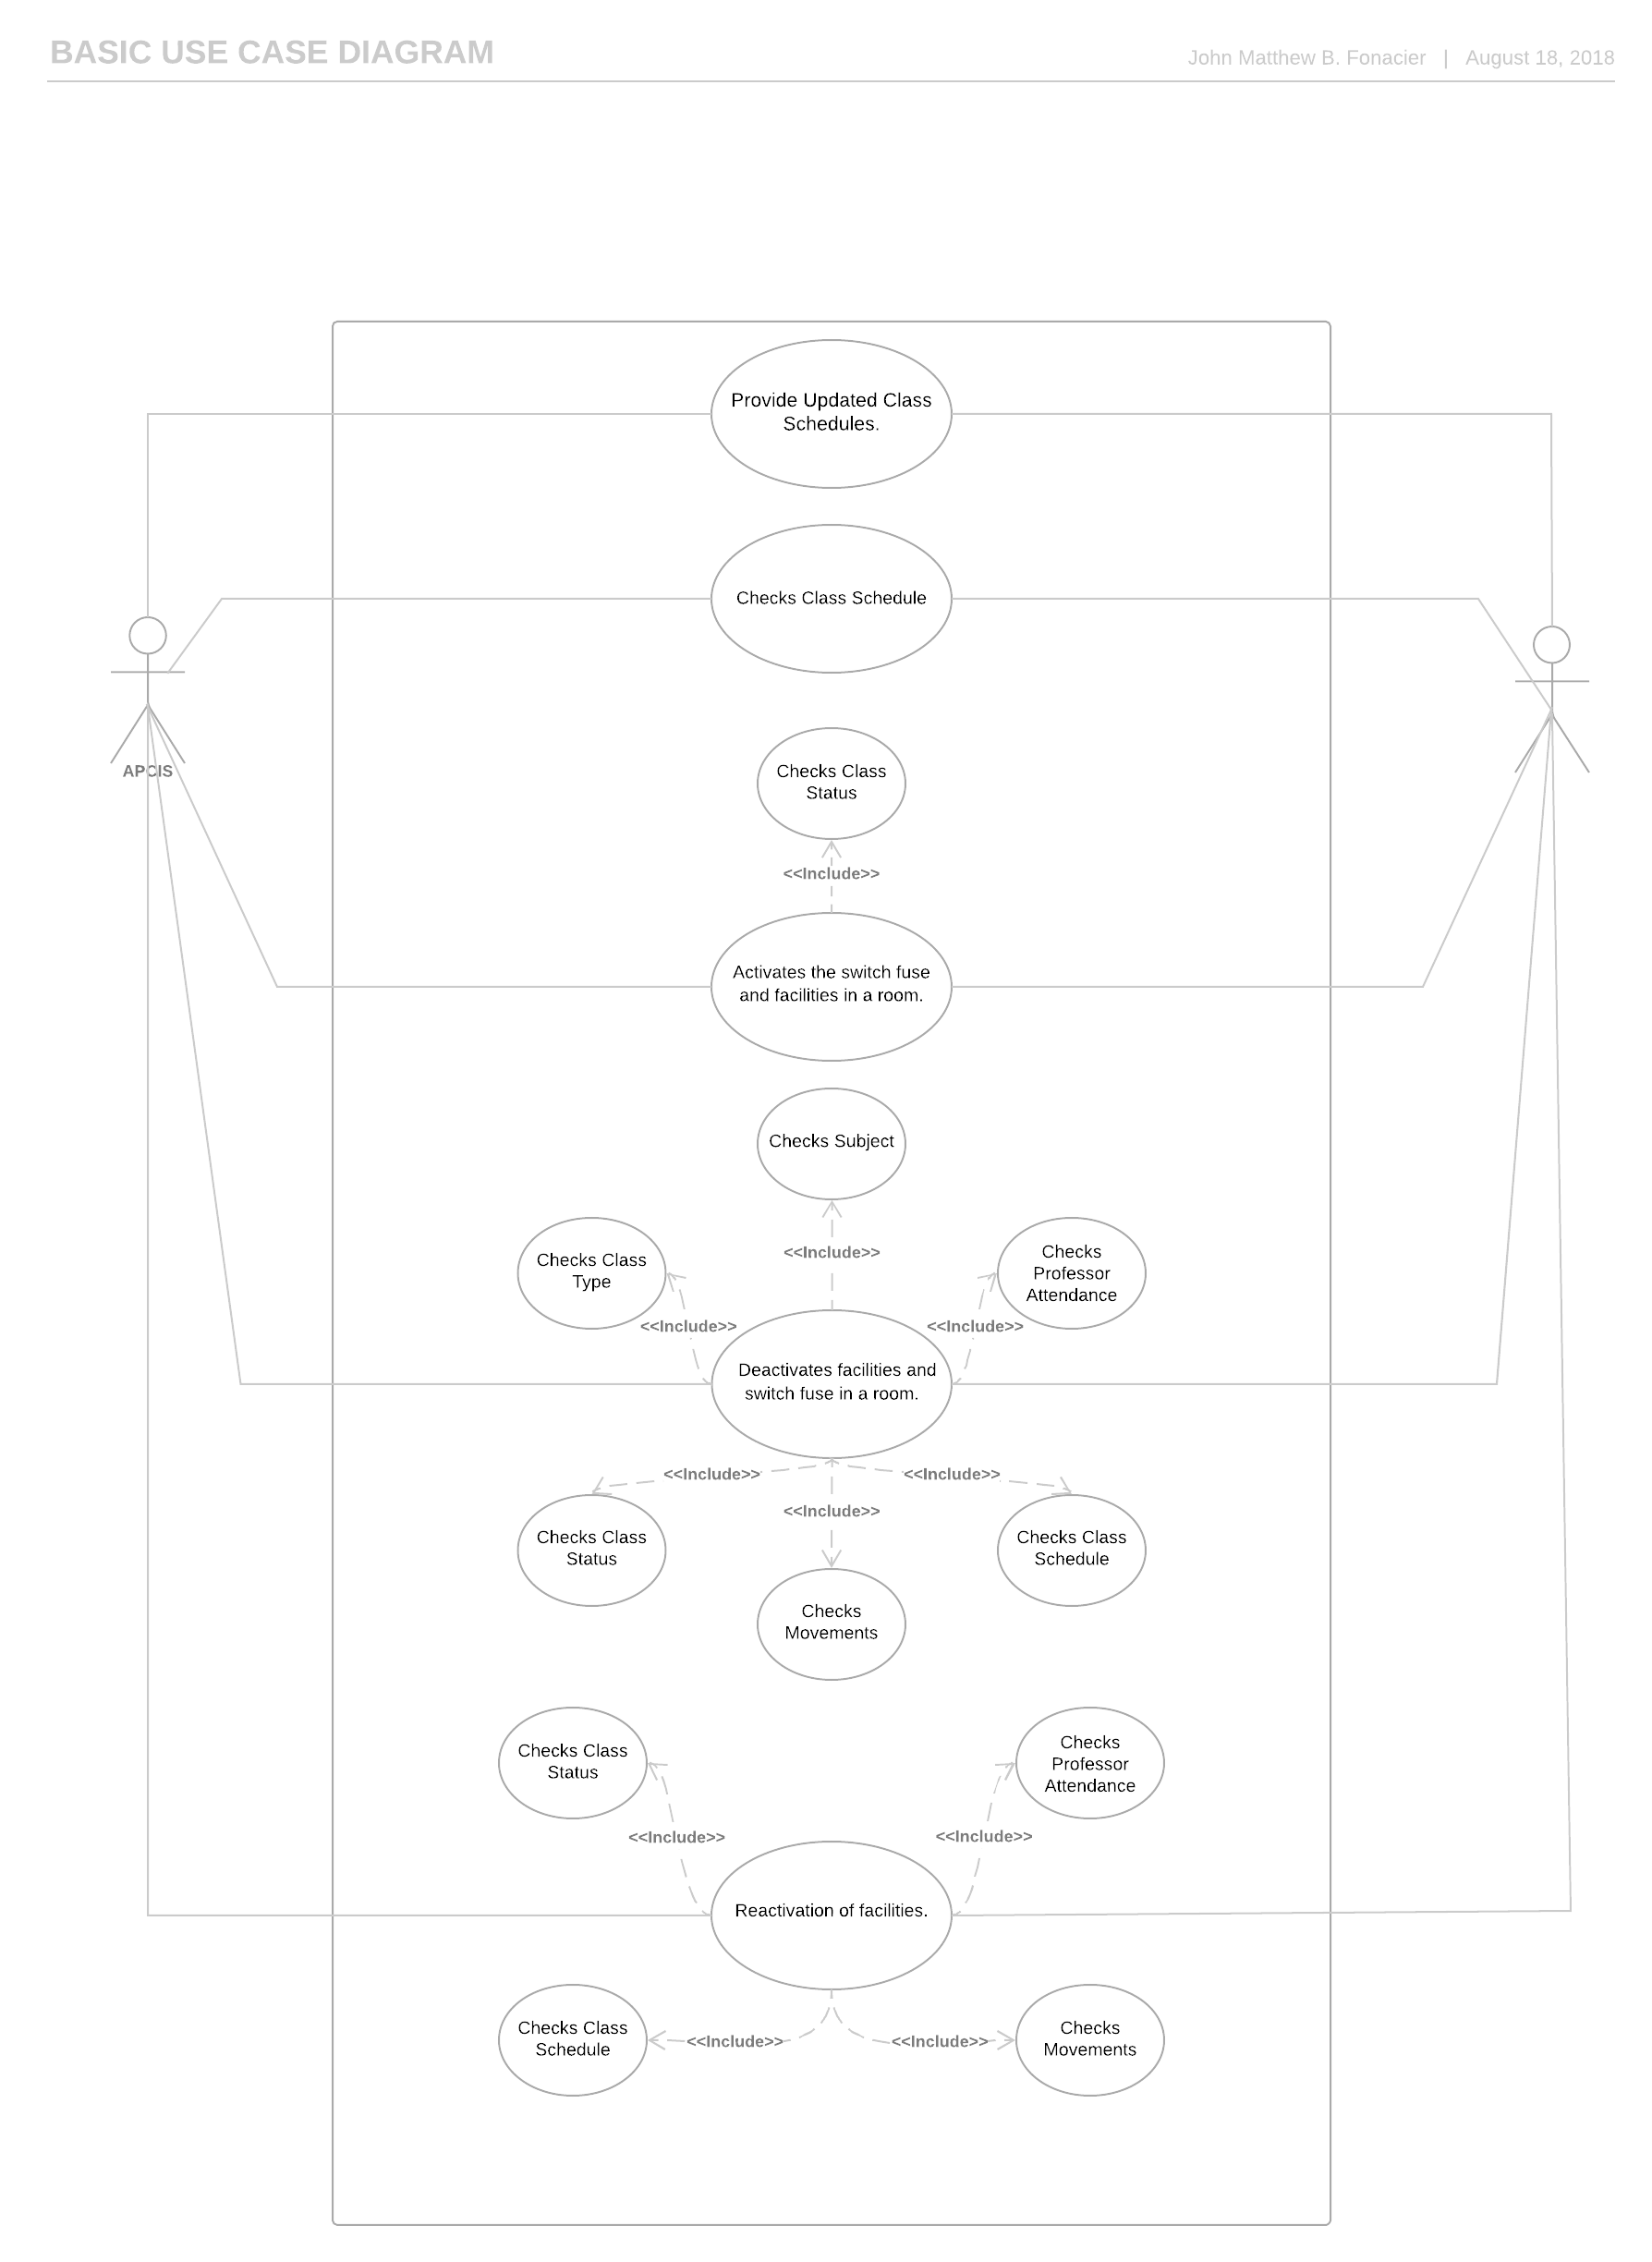 BASIC USE CASE DIAGRAM
John Matthew B. Fonacier | August 18, 2018
Provide Updated Class
Schedules.
Checks Class Schedule
APCIS
Checks Class
Status
<<Include>>
Activates the switch fuse
and facilities in a room.
Checks Subject
<<Include>>
Checks Class
Type
Checks
Professor
Attendance
<<Include>>
<<Include>>
Deactivates facilities and
switch fuse in a room.
<<Include>>
<<Include>>
<<Include>>
Checks Class
Status
Checks Class
Schedule
Checks
Movements
Checks Class
Status
Checks
Professor
Attendance
<<Include>>
<<Include>>
Reactivation of facilities.
Checks Class
Schedule
<<Include>>
<<Include>>
Checks
Movements